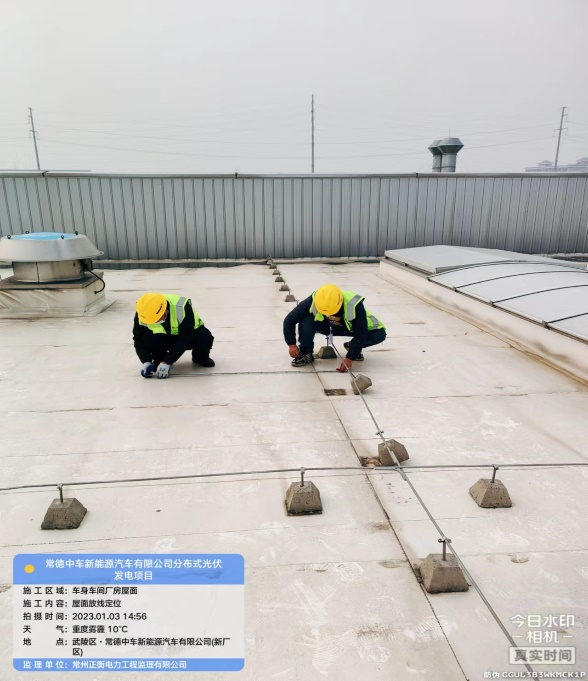 常德中车新能源汽车有限公司分布式光伏
发电项目
施工区域：车身车间厂房屋面
施工内容：屋面放线定位
拍摄时间：2023.01.03 14:56
天　　气：重度雾霾 10℃
地　　点：武陵区·常德中车新能源汽车有限公司(新厂
区)
监理单位：常州正衡电力工程监理有限公司
今日水印
相机
真实时间
防伪 GGUL3B3WKMCK1P